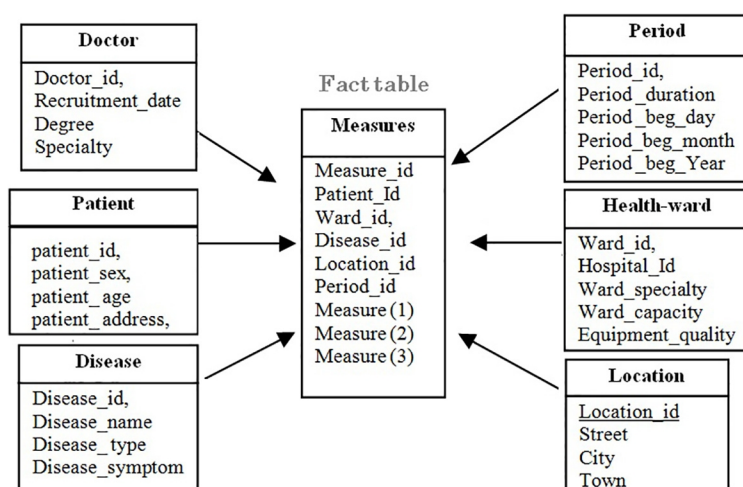 Doctor
Doctor_id,
Recruitment_date
Degree
Specialty
Patient
patient_id,
patient_sex,
patient_age
patient_address,
Disease
Disease_id,
Disease_name
Disease_type
Disease_symptom
Fact table
Measures
Measure_id
Patient_Id
Ward_id,
Disease_id
Location_id
Period_id
Measure (1)
Measure (2)
Measure (3)
Period
Period_id,
Period_duration
Period_beg_day
Period_beg_month
Period_beg_Year
Health-ward
Ward_id,
Hospital_Id
Ward_specialty
Ward_capacity
Equipment_quality
Location
Location_id
Street
City
Town